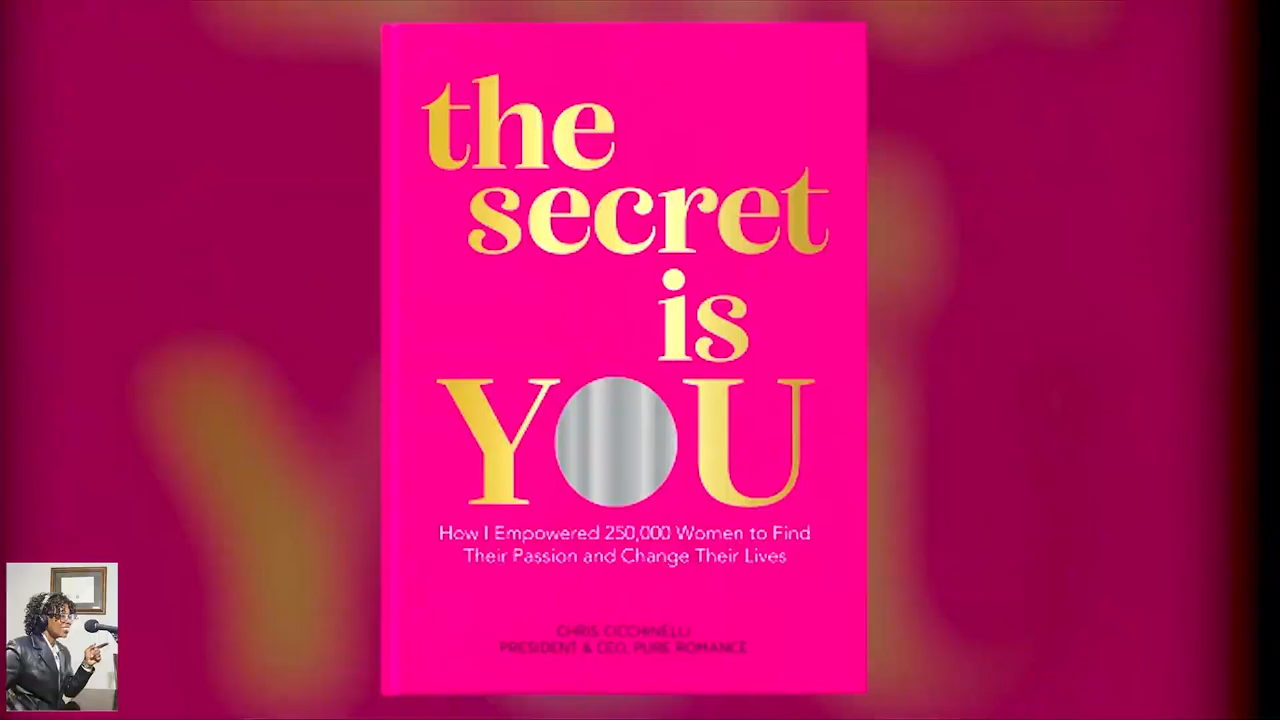 the
secret
is
YOU
How I Empowered 250,000 Women to Find
Their Passion and Change Their Lives
CHRIS CICCHINELLI
PRESIDENT & CEO, PURE ROMANCE